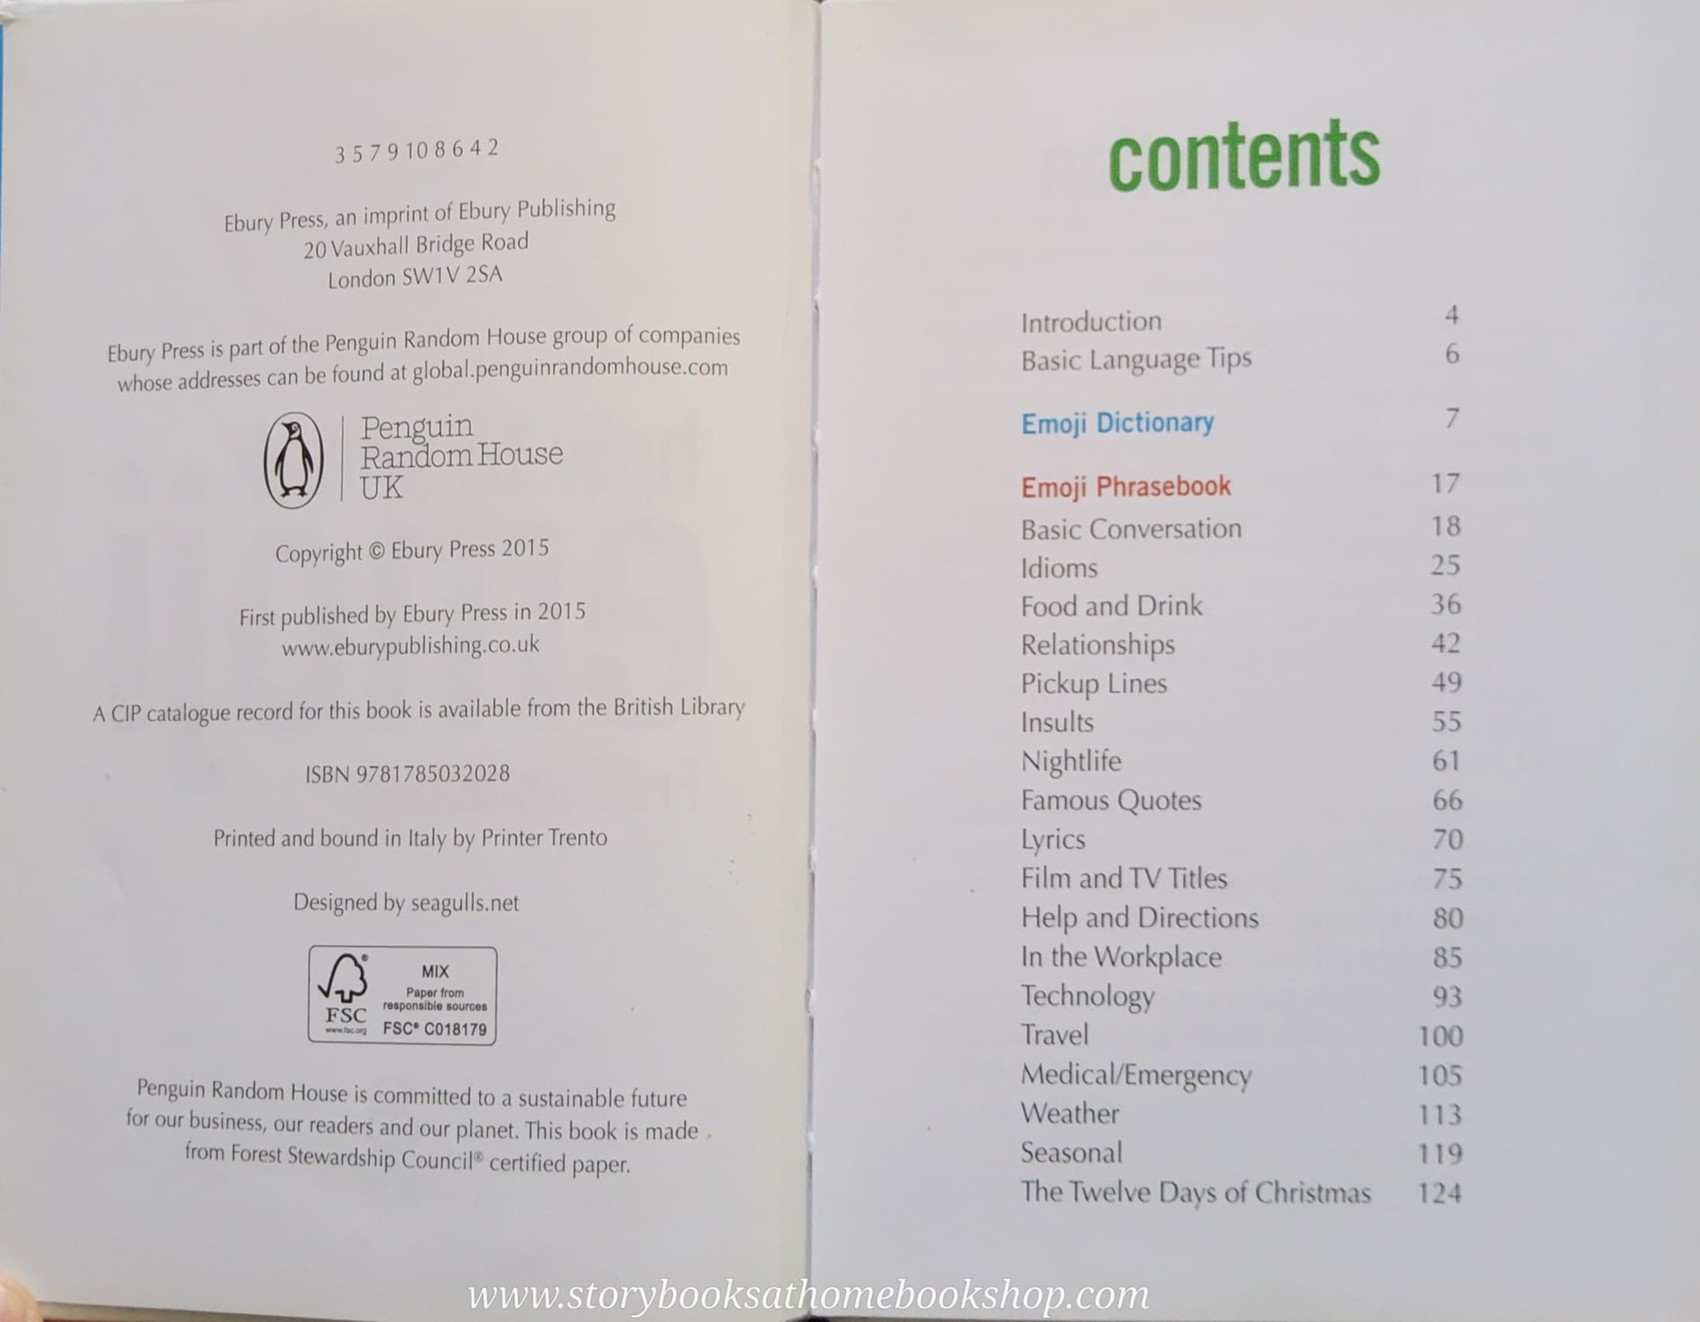 3 5 7 9 10 8 6 4 2
Ebury Press, an imprint of Ebury Publishing
20 Vauxhall Bridge Road
London SW1V 2SA
Ebury Press is part of the Penguin Random House group of companies
whose addresses can be found at global.penguinrandomhouse.com
Penguin
Random House
UK
Copyright © Ebury Press 2015
First published by Ebury Press in 2015
www.eburypublishing.co.uk
A CIP catalogue record for this book is available from the British Library
ISBN 9781785032028
Printed and bound in Italy by Printer Trento
Designed by seagulls.net
MIX
Paper from
responsible sources
FSC® C018179
FSC
www.fsc.org
Penguin Random House is committed to a sustainable future
for our business, our readers and our planet. This book is made
from Forest Stewardship Council® certified paper.
contents
Introduction 4
Basic Language Tips 6
Emoji Dictionary 7
Emoji Phrasebook 17
Basic Conversation 18
Idioms 25
Food and Drink 36
Relationships 42
Pickup Lines 49
Insults 55
Nightlife 61
Famous Quotes 66
Lyrics 70
Film and TV Titles 75
Help and Directions 80
In the Workplace 85
Technology 93
Travel 100
Medical/Emergency 105
Weather 113
Seasonal 119
The Twelve Days of Christmas 124
www.storybooksathomebookshop.com